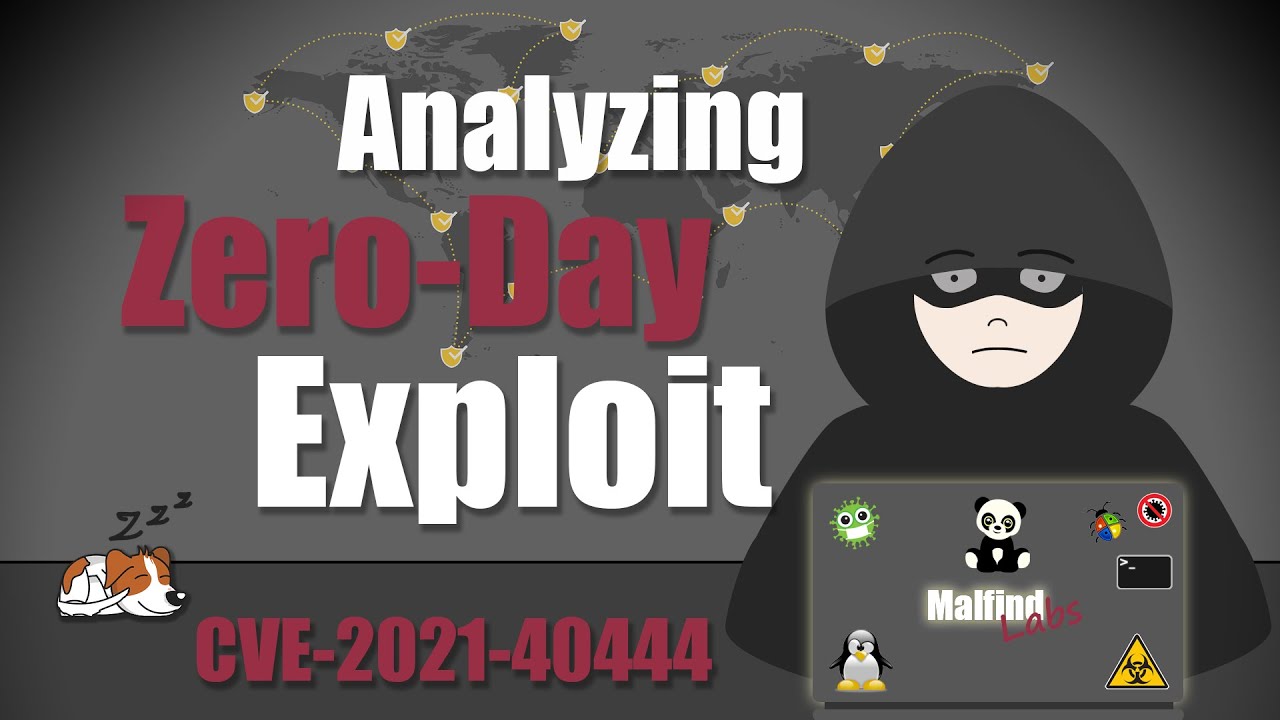 Analyzing
Zero-Day
Exploit
z z z
CVE-2021-40444
>_
Malfind
Labs